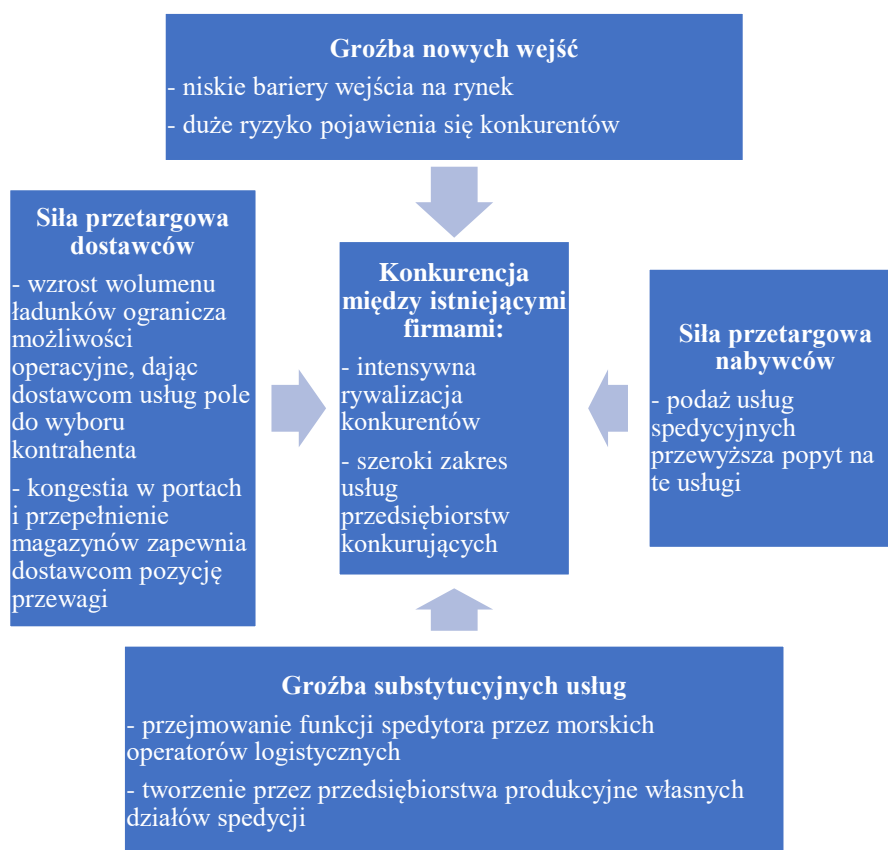 Groźba nowych wejść
- niskie bariery wejścia na rynek
- duże ryzyko pojawienia się konkurentów
Siła przetargowa
dostawców
- wzrost wolumenu
ładunków ogranicza
możliwości
operacyjne, dając
dostawcom usług pole
do wyboru
kontrahenta
- kongestia w portach
i przepełnienie
magazynów zapewnia
dostawcom pozycję
przewagi
Konkurencja
między istniejącymi
firmami:
- intensywna
rywalizacja
konkurentów
- szeroki zakres
usług
przedsiębiorstw
konkurujących
Siła przetargowa
nabywców
- podaż usług
spedycyjnych
przewyższa popyt na
te usługi
Groźba substytucyjnych usług
- przejmowanie funkcji spedytora przez morskich
operatorów logistycznych
- tworzenie przez przedsiębiorstwa produkcyjne własnych
działów spedycji